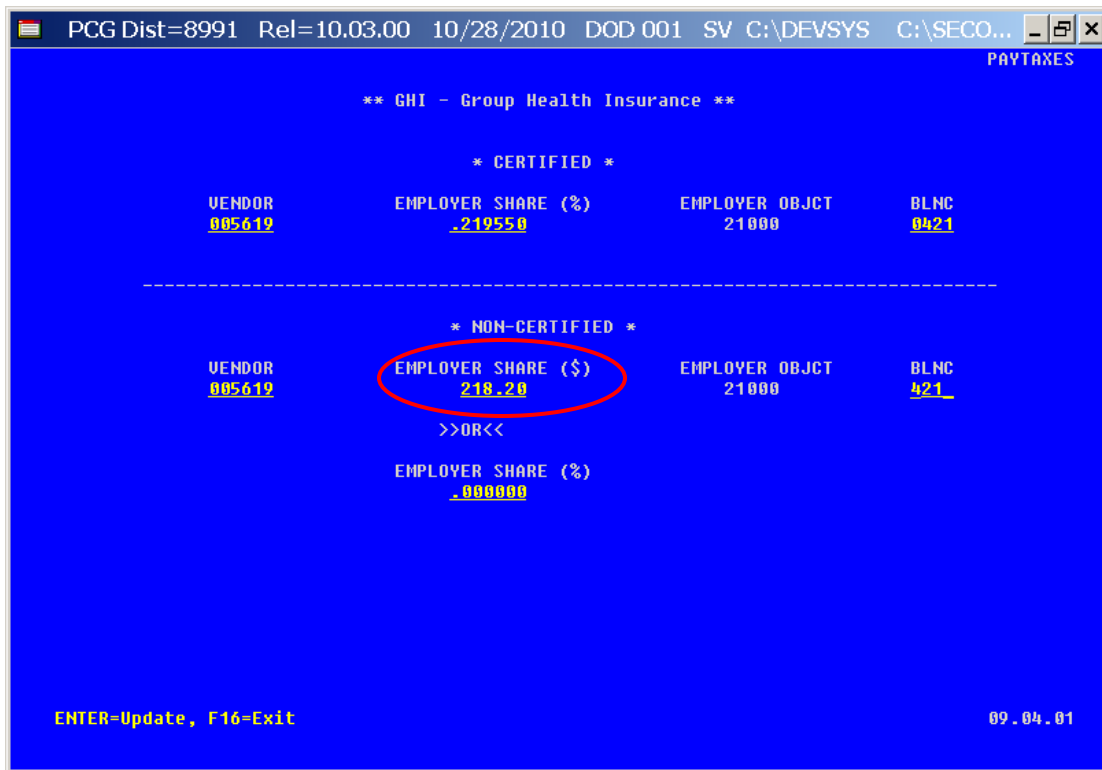 PCG Dist=8991 Rel=10.03.00 10/28/2010 DOD 001 SV C:\DEVSYS C:\SECO...
PAYTAXES
** GHI - Group Health Insurance **
* CERTIFIED *
VENDOR EMPLOYER SHARE (%) EMPLOYER OBJCT BLNC
005619 .219550 21000 0421
------------------------------------------------------------------------------
* NON-CERTIFIED *
VENDOR EMPLOYER SHARE ($) EMPLOYER OBJCT BLNC
005619 218.20 21000 421_
>>OR<<
EMPLOYER SHARE (%)
.000000
ENTER=Update, F16=Exit 09.04.01